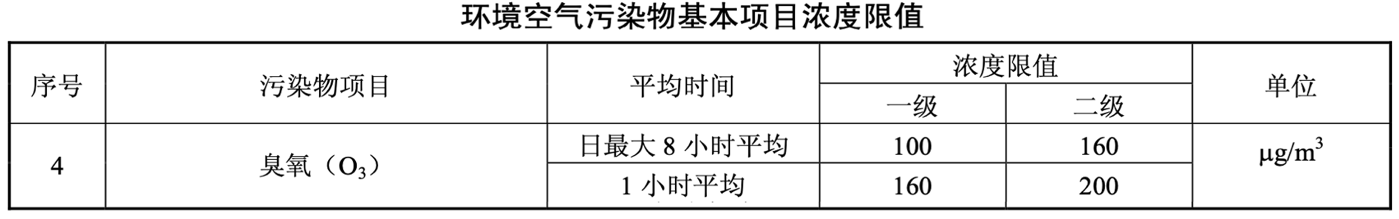 环境空气污染物基本项目浓度限值
序号 污染物项目 平均时间 浓度限值 单位
一级 二级
4 臭氧（O₃） 日最大 8 小时平均 100 160 μg/m³
1 小时平均 160 200